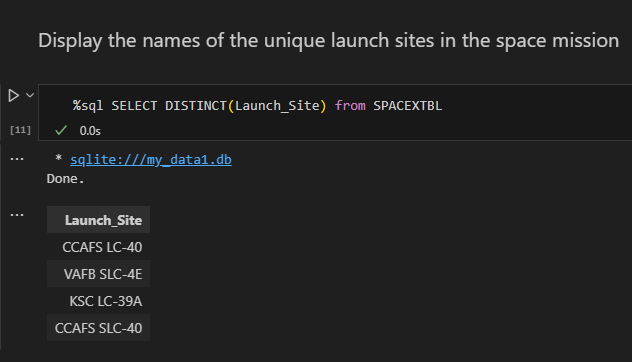 Display the names of the unique launch sites in the space mission
%sql SELECT DISTINCT(Launch_Site) from SPACEXTBL
[11]
0.0s
...
* sqlite:///my_data1.db
Done.
...
Launch_Site
CCAFS LC-40
VAFB SLC-4E
KSC LC-39A
CCAFS SLC-40